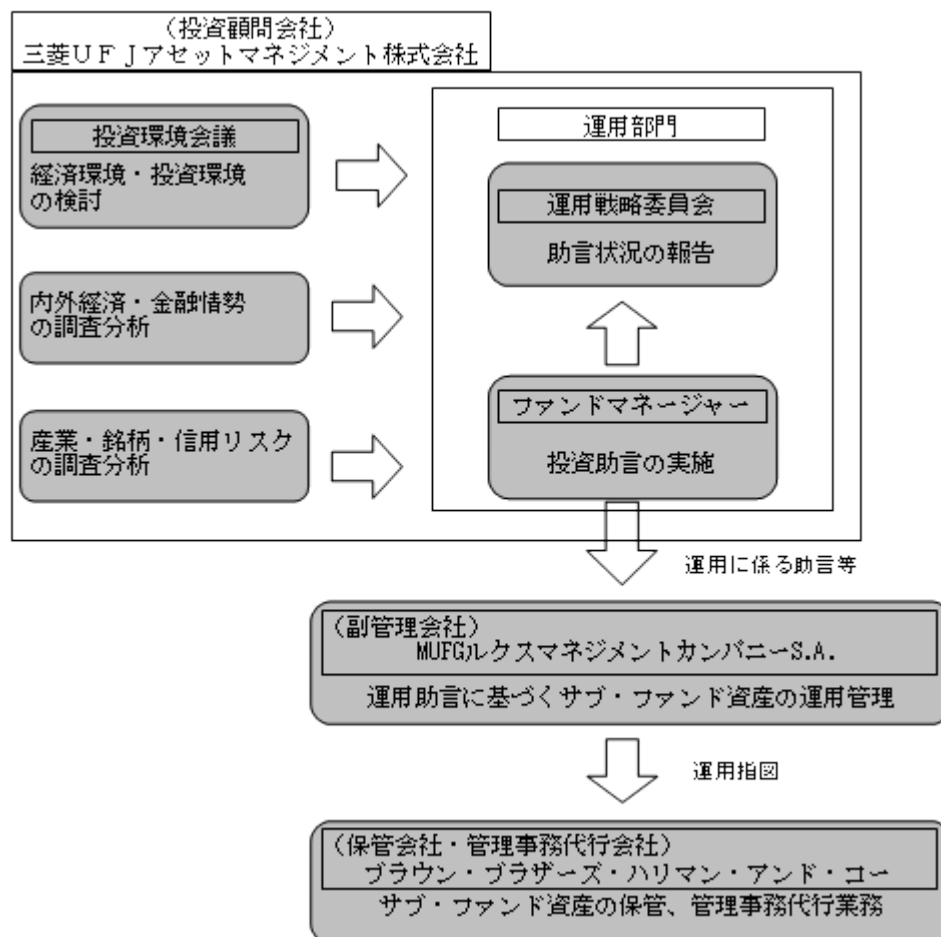 （投資顧問会社）
三菱ＵＦＪアセットマネジメント株式会社
投資環境会議
経済環境・投資環境
の検討
内外経済・金融情勢
の調査分析
産業・銘柄・信用リスク
の調査分析
運用部門
運用戦略委員会
助言状況の報告
ファンドマネージャー
投資助言の実施
運用に係る助言等
（副管理会社）
MUFGルクスマネジメントカンパニーS.A.
運用助言に基づくサブ・ファンド資産の運用管理
運用指図
（保管会社・管理事務代行会社）
ブラウン・ブラザーズ・ハリマン・アンド・コー
サブ・ファンド資産の保管、管理事務代行業務